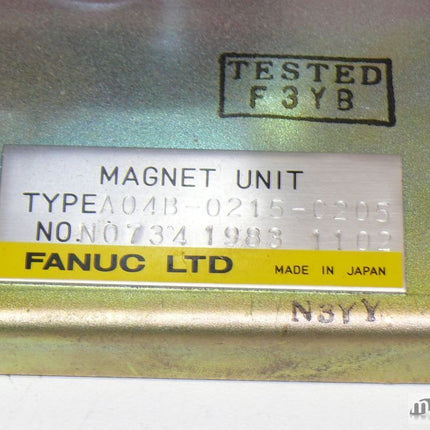 TESTED
F3YB
MAGNET UNIT
TYPE A04B-0215-C205
NO. N0734 1983 1102
FANUC LTD MADE IN JAPAN
N3YY